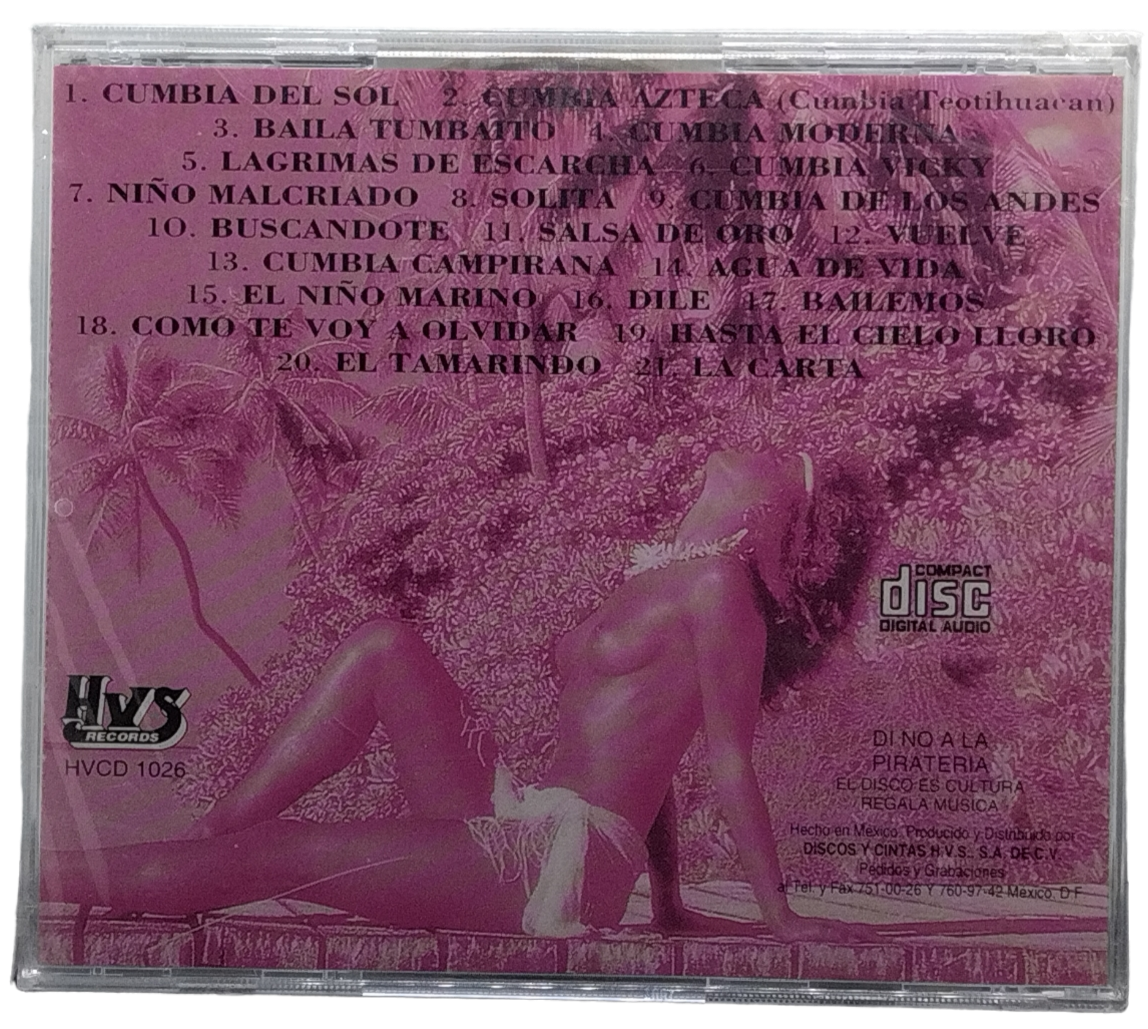 1. CUMBIA DEL SOL 2. CUMBIA AZTECA (Cumbia Teotihuacan)
3. BAILA TUMBAITO 4. CUMBIA MODERNA
5. LAGRIMAS DE ESCARCHA 6. CUMBIA VICKY
7. NIÑO MALCRIADO 8. SOLITA 9. CUMBIA DE LOS ANDES
10. BUSCANDOTE 11. SALSA DE ORO 12. VUELVE
13. CUMBIA CAMPIRANA 14. AGUA DE VIDA
15. EL NIÑO MARINO 16. DILE 17. BAILEMOS
18. COMO TE VOY A OLVIDAR 19. HASTA EL CIELO LLORO
20. EL TAMARINDO 21. LA CARTA
COMPACT
disc
DIGITAL AUDIO
HVS
RECORDS
HVCD 1026
DI NO A LA
PIRATERIA
EL DISCO ES CULTURA
REGALA MUSICA
Hecho en Mexico. Producido y Distribuido por
DISCOS Y CINTAS H.V.S., S.A. DE C.V.
Pedidos y Grabaciones
al Tel. y Fax 751-00-26 Y 760-97-42 Mexico. D F